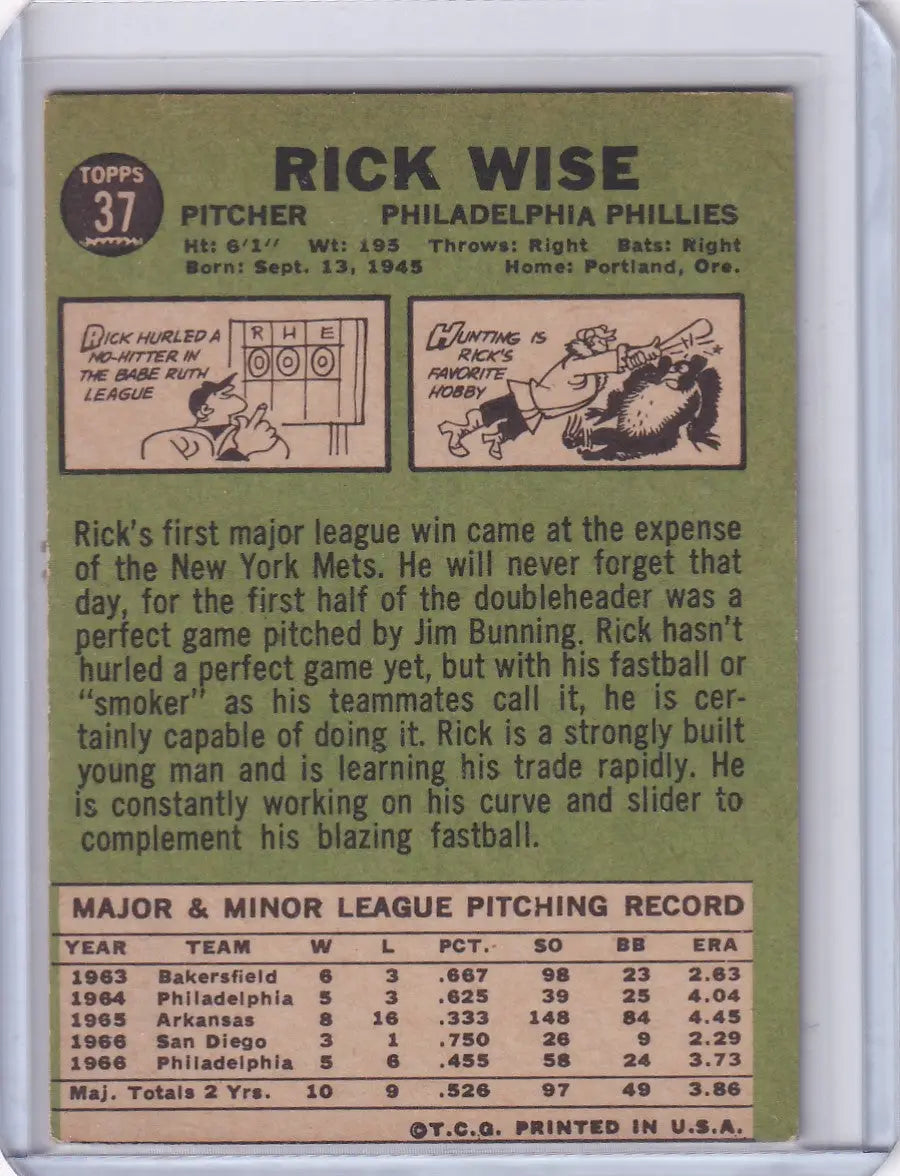 TOPPS
37
RICK WISE
PITCHER PHILADELPHIA PHILLIES
Ht: 6'1" Wt: 195 Throws: Right Bats: Right
Born: Sept. 13, 1945 Home: Portland, Ore.
RICK HURLED A
NO-HITTER IN
THE BABE RUTH
LEAGUE
R H E
0 0 0
HUNTING IS
RICK'S
FAVORITE
HOBBY
Rick's first major league win came at the expense
of the New York Mets. He will never forget that
day, for the first half of the doubleheader was a
perfect game pitched by Jim Bunning. Rick hasn't
hurled a perfect game yet, but with his fastball or
"smoker" as his teammates call it, he is cer-
tainly capable of doing it. Rick is a strongly built
young man and is learning his trade rapidly. He
is constantly working on his curve and slider to
complement his blazing fastball.
MAJOR & MINOR LEAGUE PITCHING RECORD
YEAR TEAM W L PCT. SO BB ERA
1963 Bakersfield 6 3 .667 98 23 2.63
1964 Philadelphia 5 3 .625 39 25 4.04
1965 Arkansas 8 16 .333 148 84 4.45
1966 San Diego 3 1 .750 26 9 2.29
1966 Philadelphia 5 6 .455 58 24 3.73
Maj. Totals 2 Yrs. 10 9 .526 97 49 3.86
©T.C.G. PRINTED IN U.S.A.